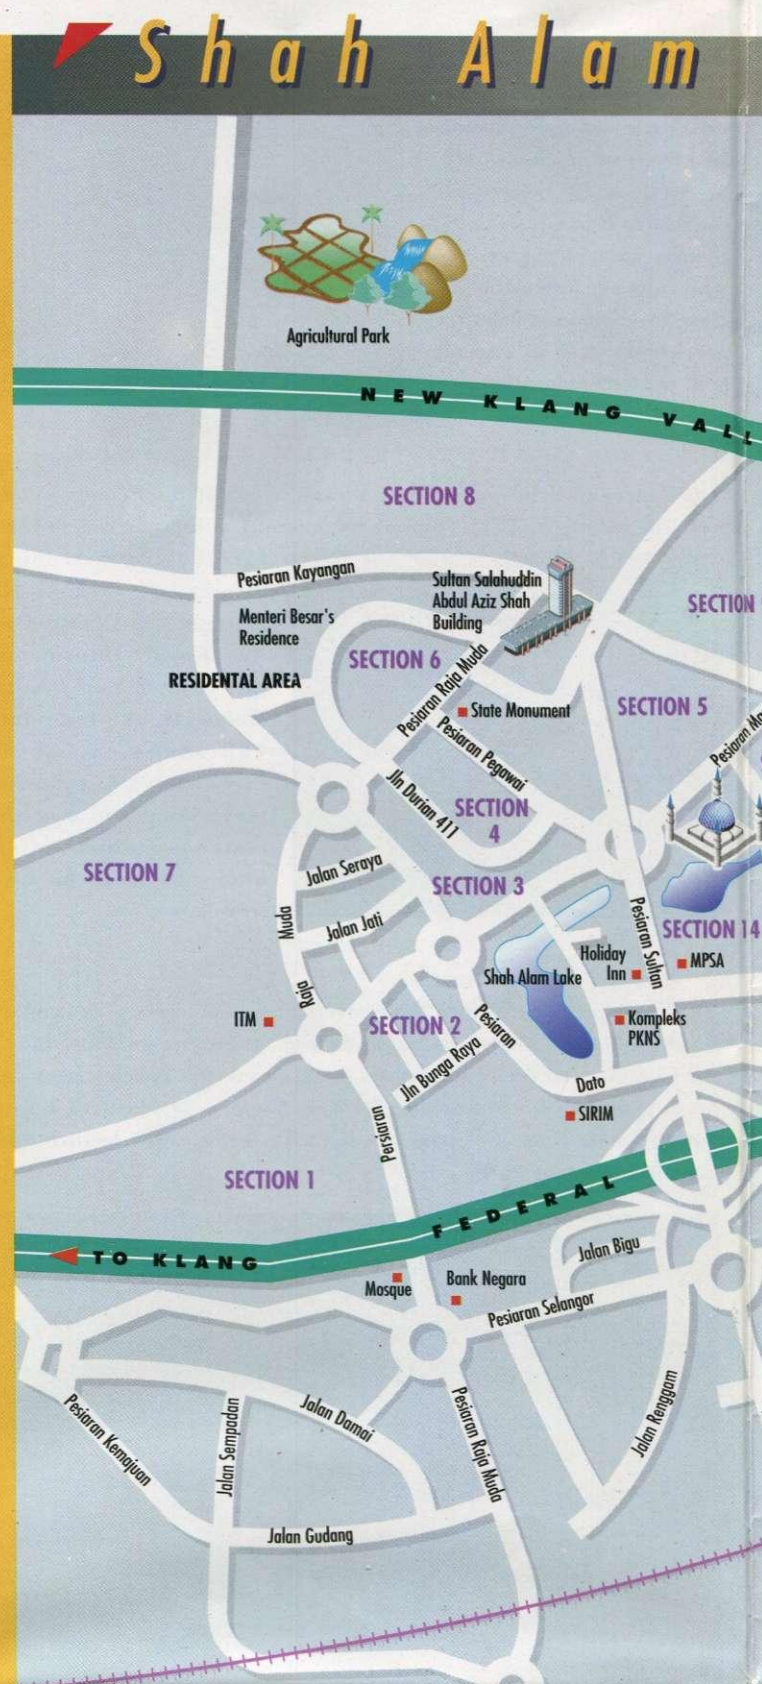 Shah Alam
Agricultural Park
NEW KLANG VALL
SECTION 8
Pesiaran Kayangan
Sultan Salahuddin
Abdul Aziz Shah
Building
Menteri Besar's
Residence
SECTION
SECTION 6
RESIDENTAL AREA
Pesiaran Raja Muda
State Monument
SECTION 5
Pesiaran Pegawai
Pesiaran Ma
Jln Durian 411
SECTION
4
SECTION 7
Jalan Seraya
SECTION 3
Muda
Jalan Jati
Pesiaran Sultan
SECTION 14
Holiday
Inn
MPSA
Shah Alam Lake
Raja
ITM
SECTION 2
Pesiaran
Kompleks
PKNS
Jln Bunga Raya
Dato
SIRIM
Persiaran
SECTION 1
FEDERAL
TO KLANG
Jalan Bigu
Mosque
Bank Negara
Pesiaran Selangor
Pesiaran Kemajuan
Jalan Sempadan
Jalan Damai
Pesiaran Raja Muda
Jalan Renggam
Jalan Gudang